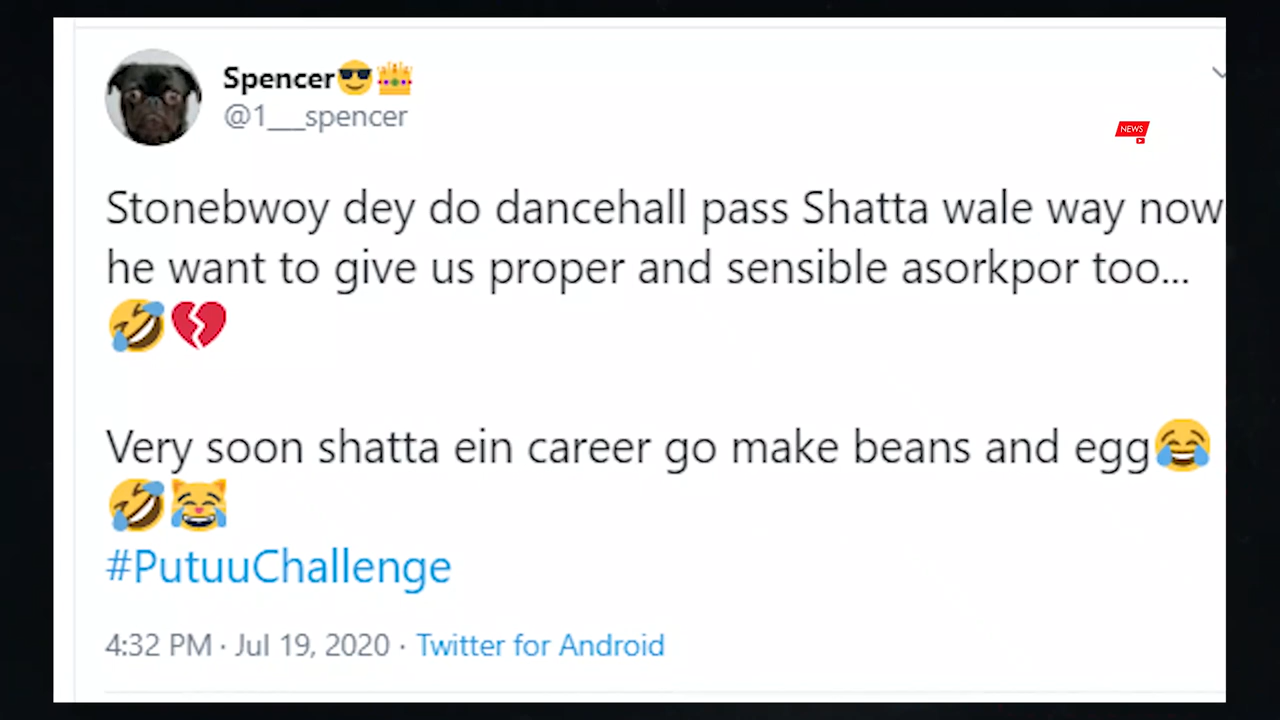 Spencer😎👑
@1___spencer
NEWS
Stonebwoy dey do dancehall pass Shatta wale way now
he want to give us proper and sensible asorkpor too...
🤣💔
Very soon shatta ein career go make beans and egg😂
🤣😹
#PutuuChallenge
4:32 PM · Jul 19, 2020 · Twitter for Android